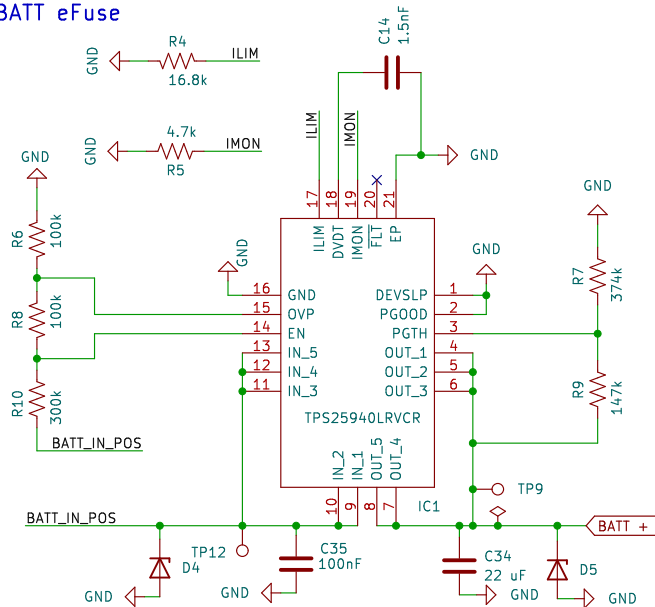 BATT eFuse
R4
16.8k
GND
ILIM
C14
1.5nF
4.7k
R5
GND
IMON
ILIM
IMON
GND
GND
R6
100k
R8
100k
R10
300k
BATT_IN_POS
GND
17
18
19
20
21
ILIM
DVDT
IMON
FLT
EP
16
GND
15
OVP
14
EN
13
IN_5
12
IN_4
11
IN_3
DEVSLP
1
PGOOD
2
PGTH
3
OUT_1
4
OUT_2
5
OUT_3
6
TPS25940LRVCR
IN_2
IN_1
OUT_5
OUT_4
10
9
8
7
IC1
GND
GND
R7
374k
R9
147k
TP9
BATT_IN_POS
BATT +
TP12
D4
GND
C35
100nF
GND
C34
22 uF
GND
D5
GND